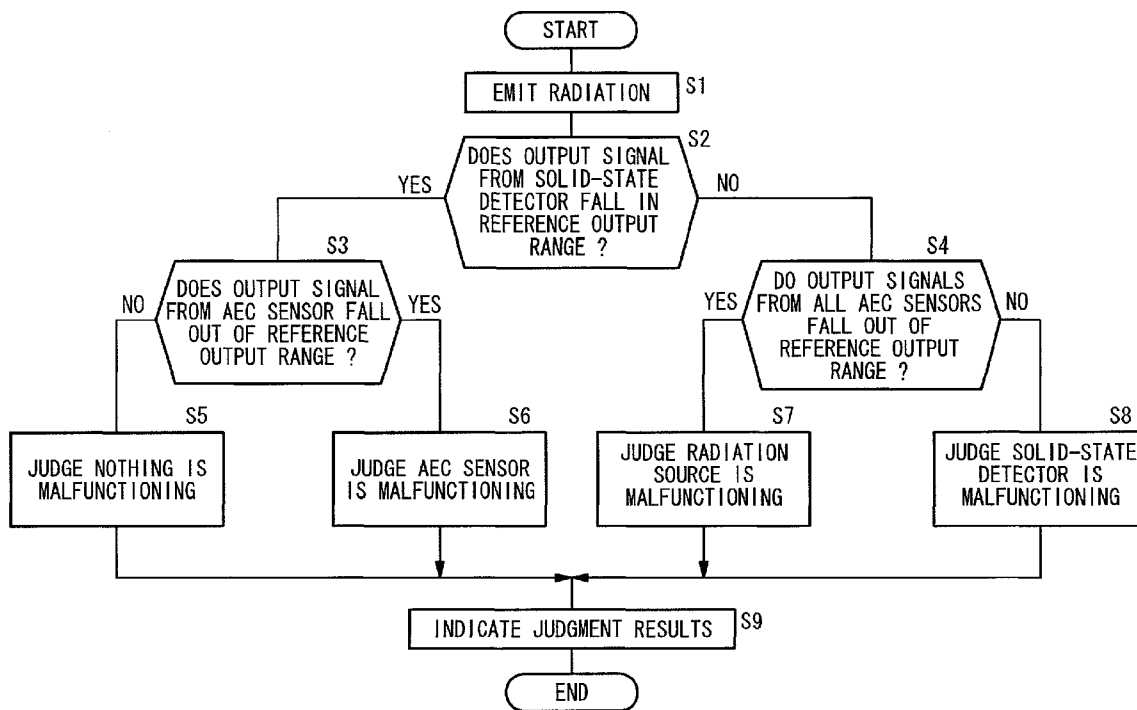 START
EMIT RADIATION
S1
S2
DOES OUTPUT SIGNAL
FROM SOLID-STATE
DETECTOR FALL IN
REFERENCE OUTPUT
RANGE ?
YES
NO
S3
DOES OUTPUT SIGNAL
FROM AEC SENSOR FALL
OUT OF REFERENCE
OUTPUT RANGE ?
NO
YES
S4
DO OUTPUT SIGNALS
FROM ALL AEC SENSORS
FALL OUT OF
REFERENCE OUTPUT
RANGE ?
YES
NO
S5
JUDGE NOTHING IS
MALFUNCTIONING
S6
JUDGE AEC SENSOR
IS MALFUNCTIONING
S7
JUDGE RADIATION
SOURCE IS
MALFUNCTIONING
S8
JUDGE SOLID-STATE
DETECTOR IS
MALFUNCTIONING
INDICATE JUDGMENT RESULTS
S9
END